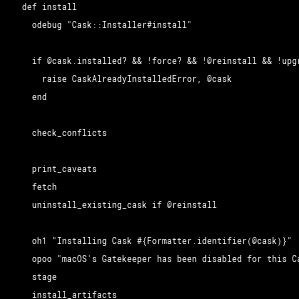 def install
odebug "Cask::Installer#install"
if @cask.installed? && !force? && !@reinstall && !upgr
raise CaskAlreadyInstalledError, @cask
end
check_conflicts
print_caveats
fetch
uninstall_existing_cask if @reinstall
oh1 "Installing Cask #{Formatter.identifier(@cask)}"
opoo "macOS's Gatekeeper has been disabled for this Ca
stage
install_artifacts